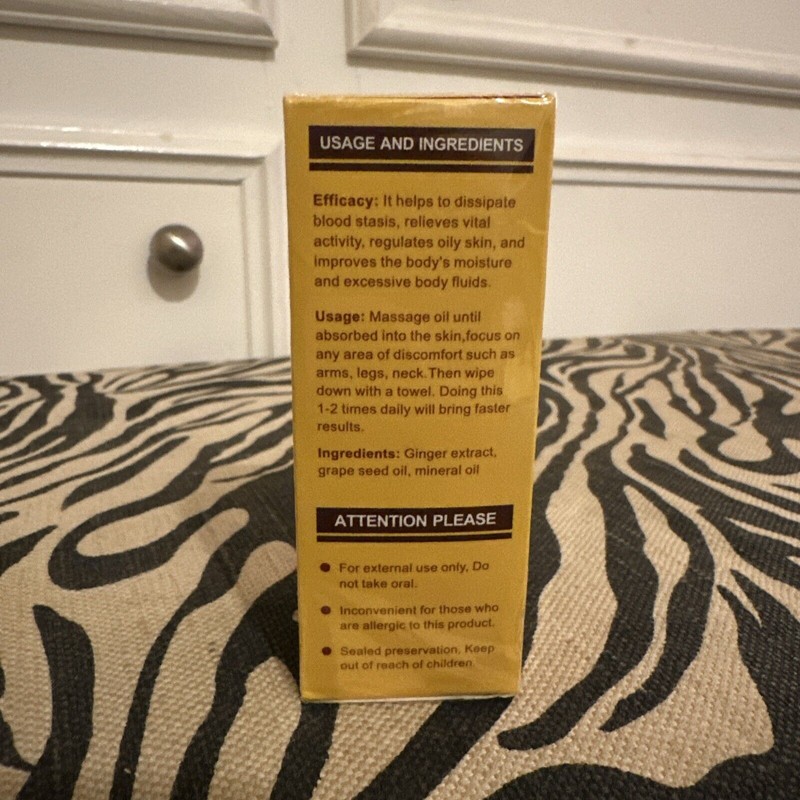 USAGE AND INGREDIENTS
Efficacy: It helps to dissipate
blood stasis, relieves vital
activity, regulates oily skin, and
improves the body's moisture
and excessive body fluids.
Usage: Massage oil until
absorbed into the skin,focus on
any area of discomfort such as
arms, legs, neck.Then wipe
down with a towel. Doing this
1-2 times daily will bring faster
results.
Ingredients: Ginger extract,
grape seed oil, mineral oil
ATTENTION PLEASE
● For external use only, Do
not take oral.
● Inconvenient for those who
are allergic to this product.
● Sealed preservation. Keep
out of reach of children